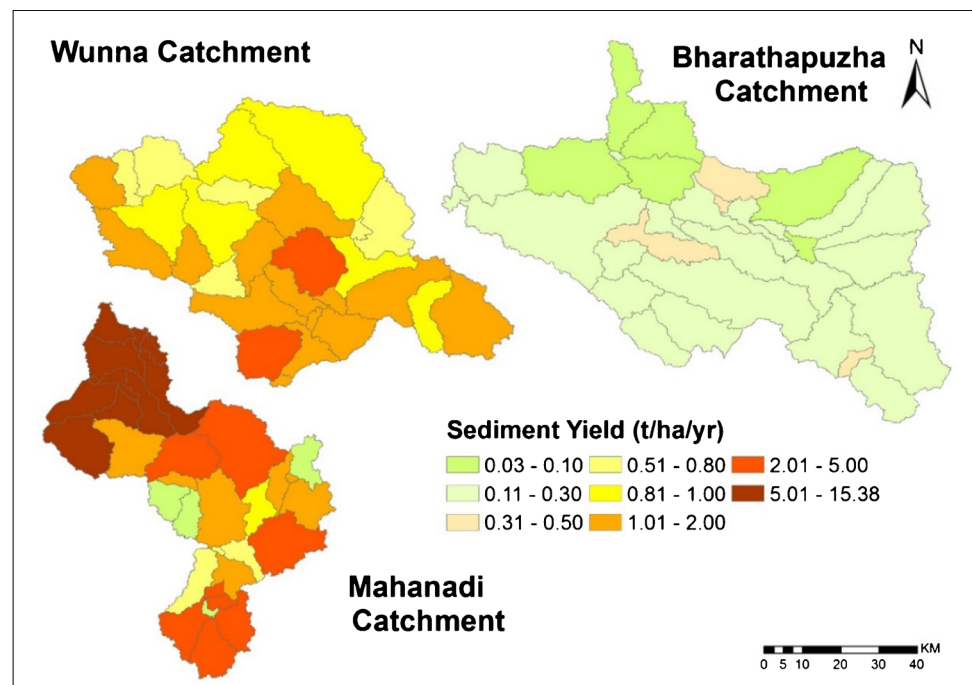 Wunna Catchment
Bharathapuzha
Catchment
N
Sediment Yield (t/ha/yr)
0.03 - 0.10
0.51 - 0.80
2.01 - 5.00
0.11 - 0.30
0.81 - 1.00
5.01 - 15.38
0.31 - 0.50
1.01 - 2.00
Mahanadi
Catchment
KM
0 5 10 20 30 40